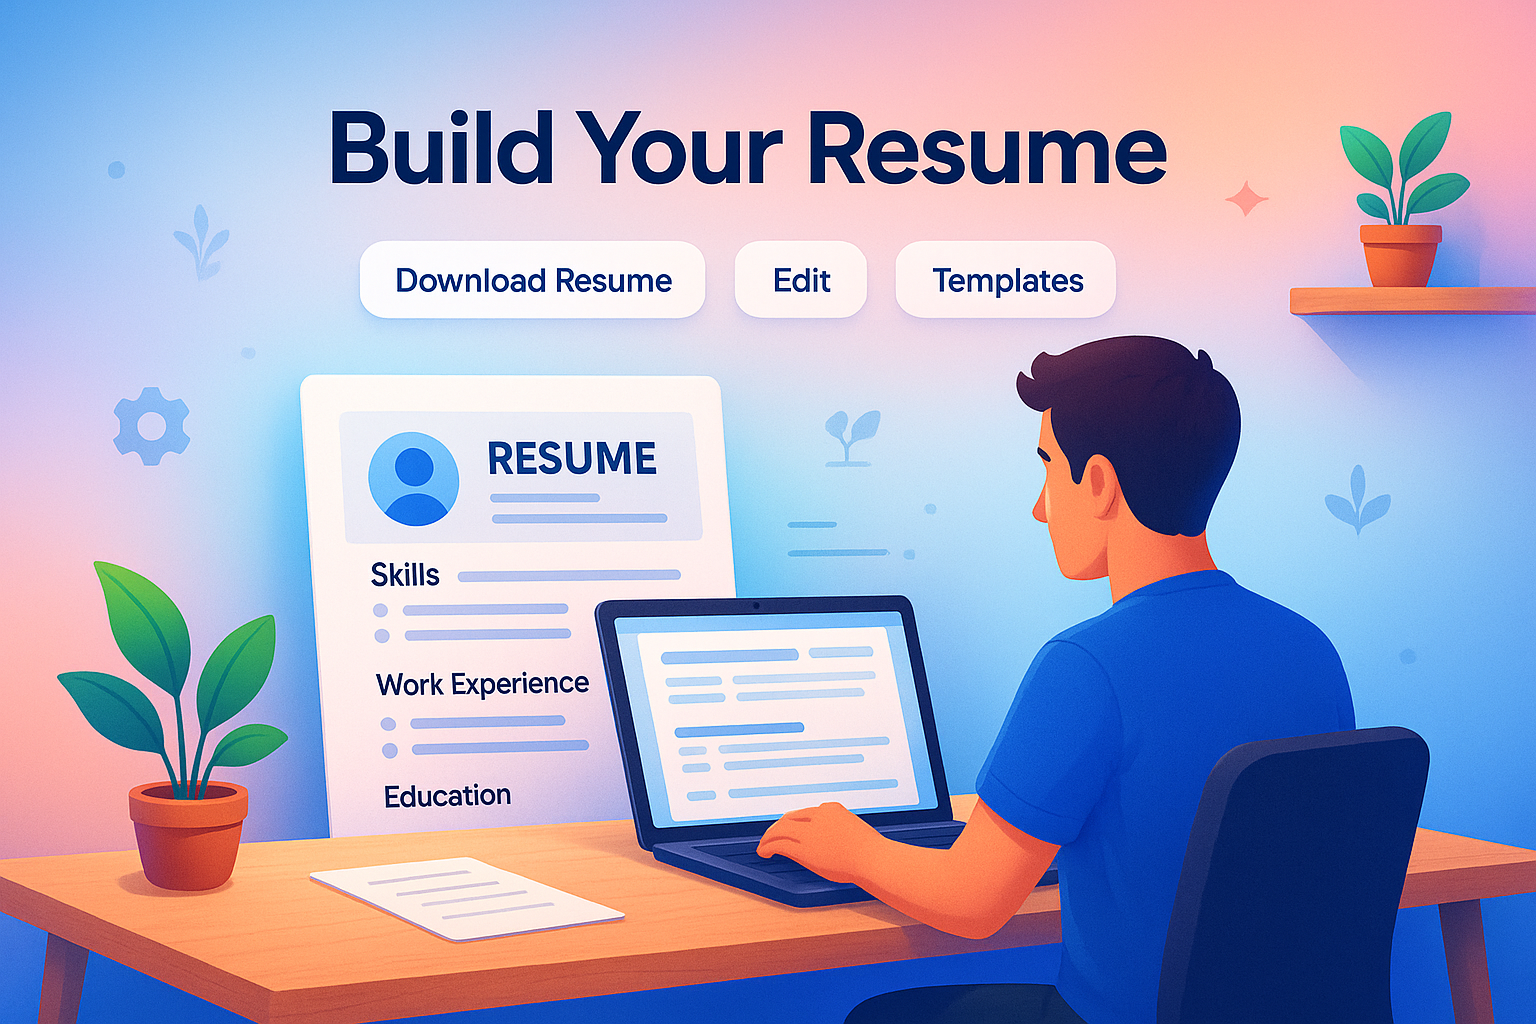 Build Your Resume
Download Resume
Edit
Templates
RESUME
Skills
Work Experience
Education